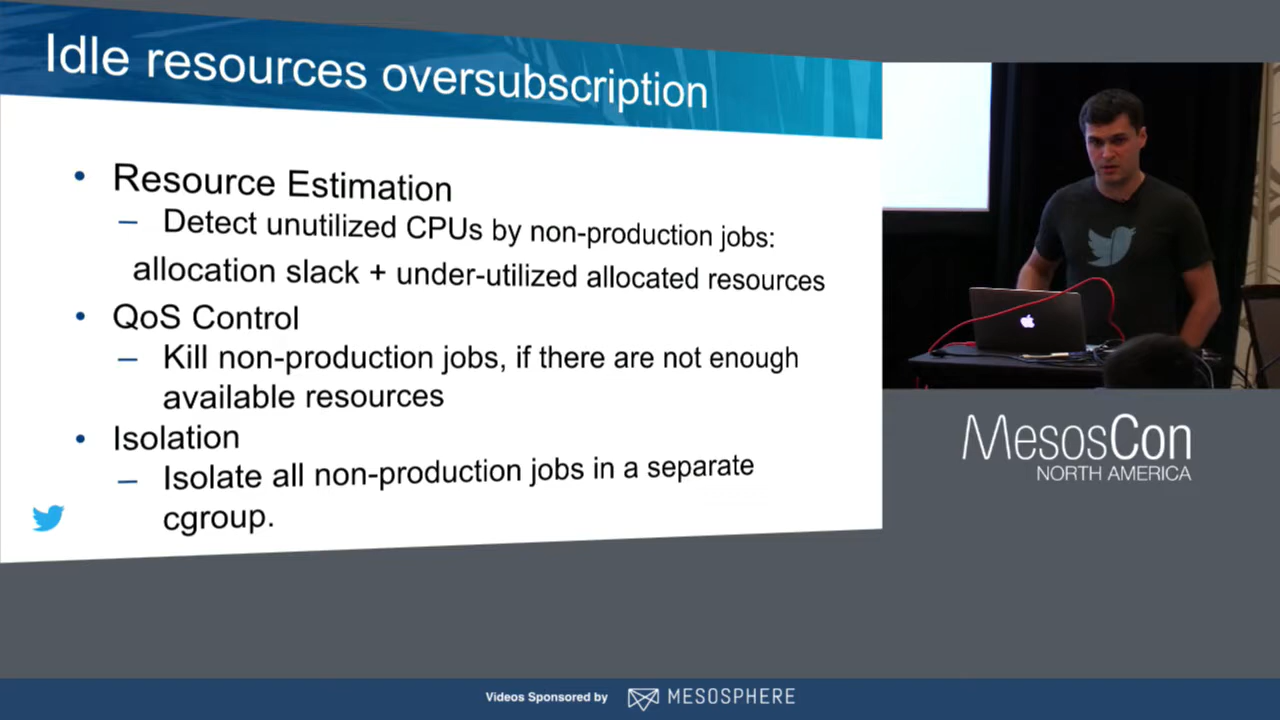 Idle resources oversubscription
• Resource Estimation
– Detect unutilized CPUs by non-production jobs:
allocation slack + under-utilized allocated resources
• QoS Control
– Kill non-production jobs, if there are not enough
available resources
• Isolation
– Isolate all non-production jobs in a separate
cgroup.
MesosCon
NORTH AMERICA
Videos Sponsored by
MESOSPHERE